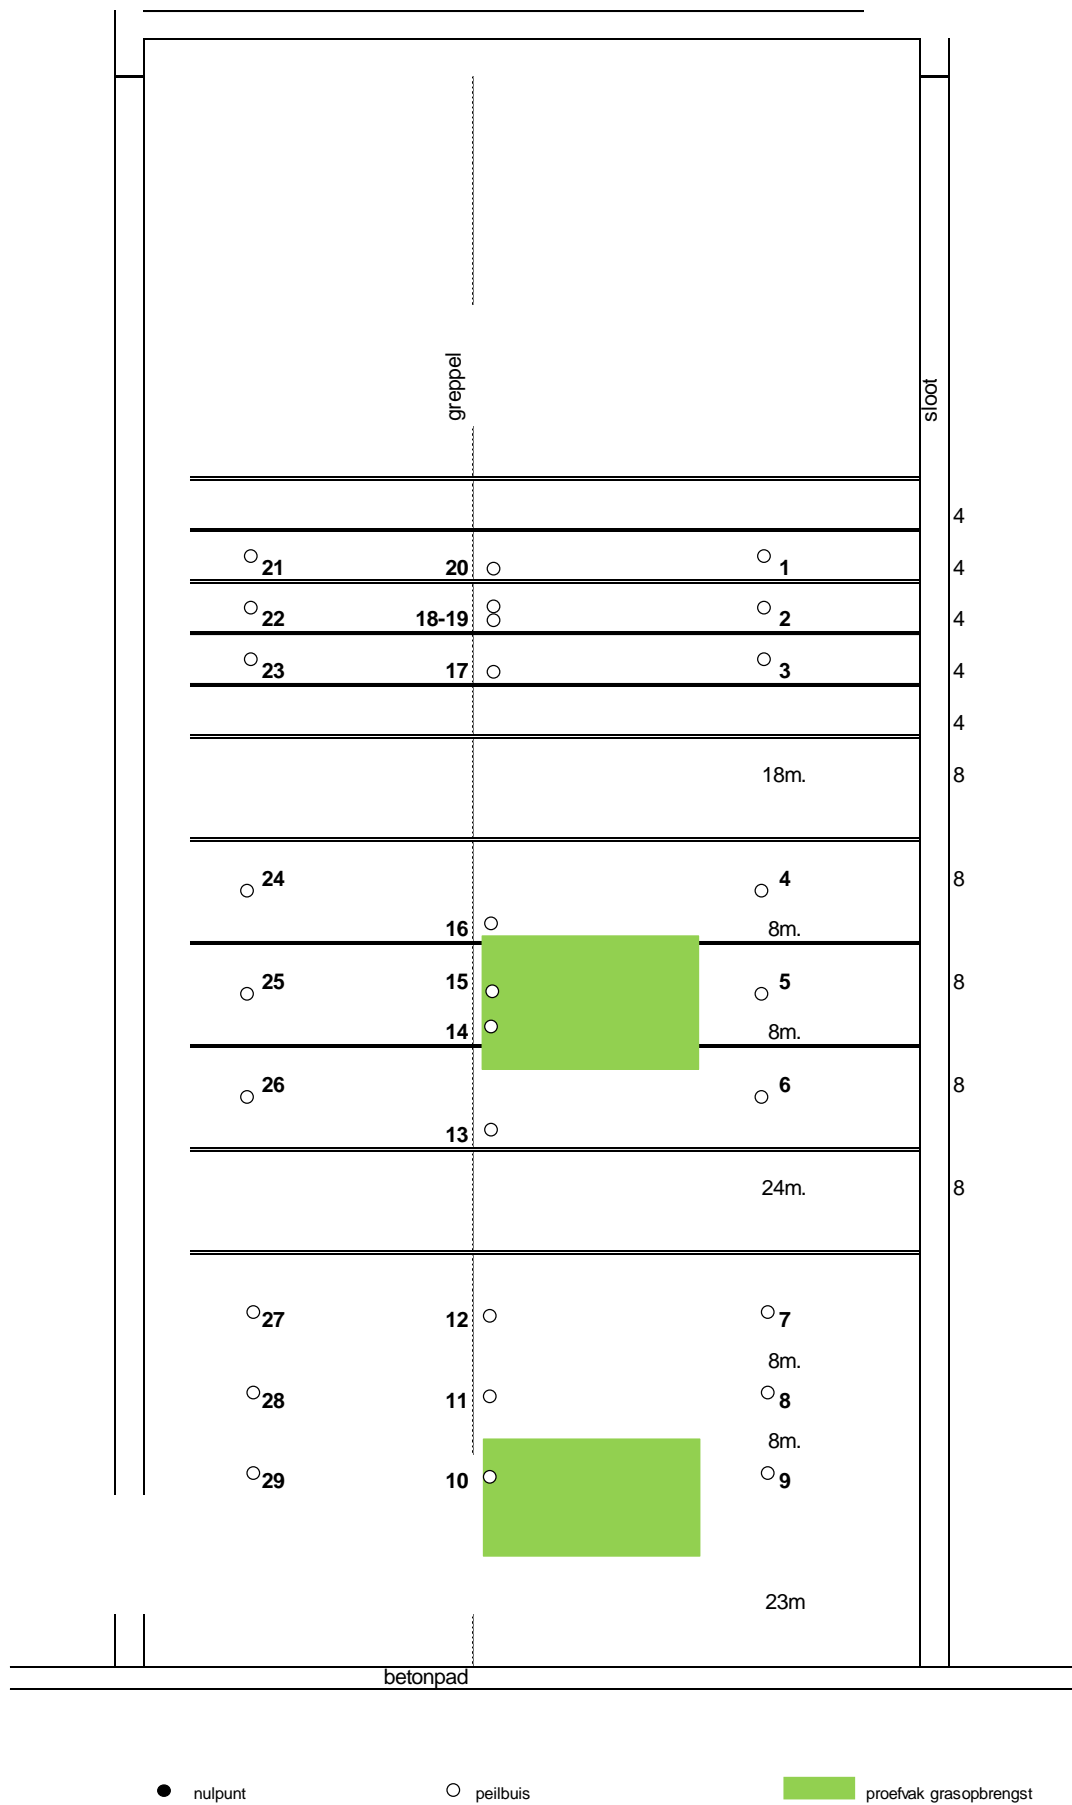 greppel
sloot
4
21 20 1 4
22 18-19 2 4
23 17 3 4
4
18m. 8
24 4 8
16 8m.
25 15 5 8
14 8m.
26 6 8
13
24m. 8
27 12 7
8m.
28 11 8
8m.
29 10 9
23m
betonpad
nulpunt peilbuis proefvak grasopbrengst